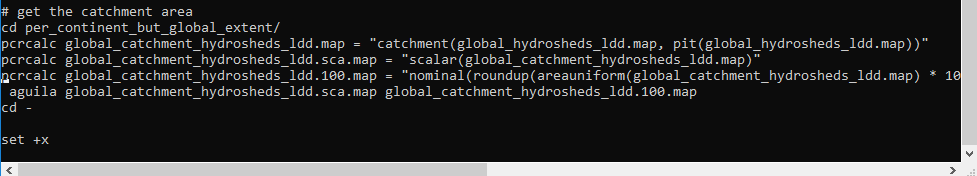 # get the catchment area
cd per_continent_but_global_extent/
pcrcalc global_catchment_hydrosheds_ldd.map = "catchment(global_hydrosheds_ldd.map, pit(global_hydrosheds_ldd.map))"
pcrcalc global_catchment_hydrosheds_ldd.sca.map = "scalar(global_catchment_hydrosheds_ldd.map)"
pcrcalc global_catchment_hydrosheds_ldd.100.map = "nominal(roundup(areauniform(global_catchment_hydrosheds_ldd.map) * 10
aguila global_catchment_hydrosheds_ldd.sca.map global_catchment_hydrosheds_ldd.100.map
cd -
set +x